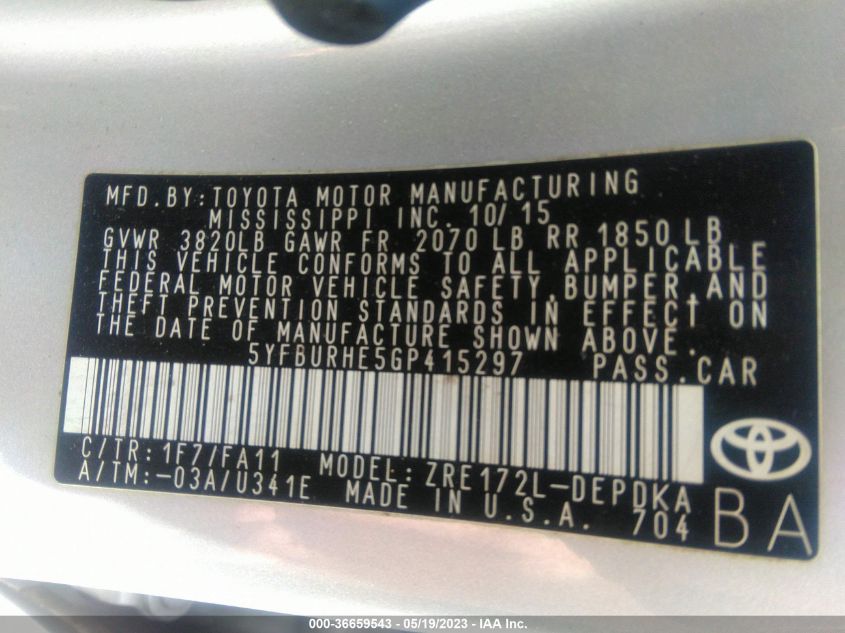 MFD. BY: TOYOTA MOTOR MANUFACTURING
MISSISSIPPI INC. 10/15
GVWR 3820LB GAWR FR 2070 LB RR 1850 LB
THIS VEHICLE CONFORMS TO ALL APPLICABLE
FEDERAL MOTOR VEHICLE SAFETY, BUMPER, AND
THEFT PREVENTION STANDARDS IN EFFECT ON
THE DATE OF MANUFACTURE SHOWN ABOVE.
5YFBURHE5GP415297 PASS. CAR
C/TR: 1F7/FA11 MODEL: ZRE172L-DEPDKA
A/TM: -03A/U341E MADE IN U.S.A. 704
BA
000-36659543 - 05/19/2023 - IAA Inc.